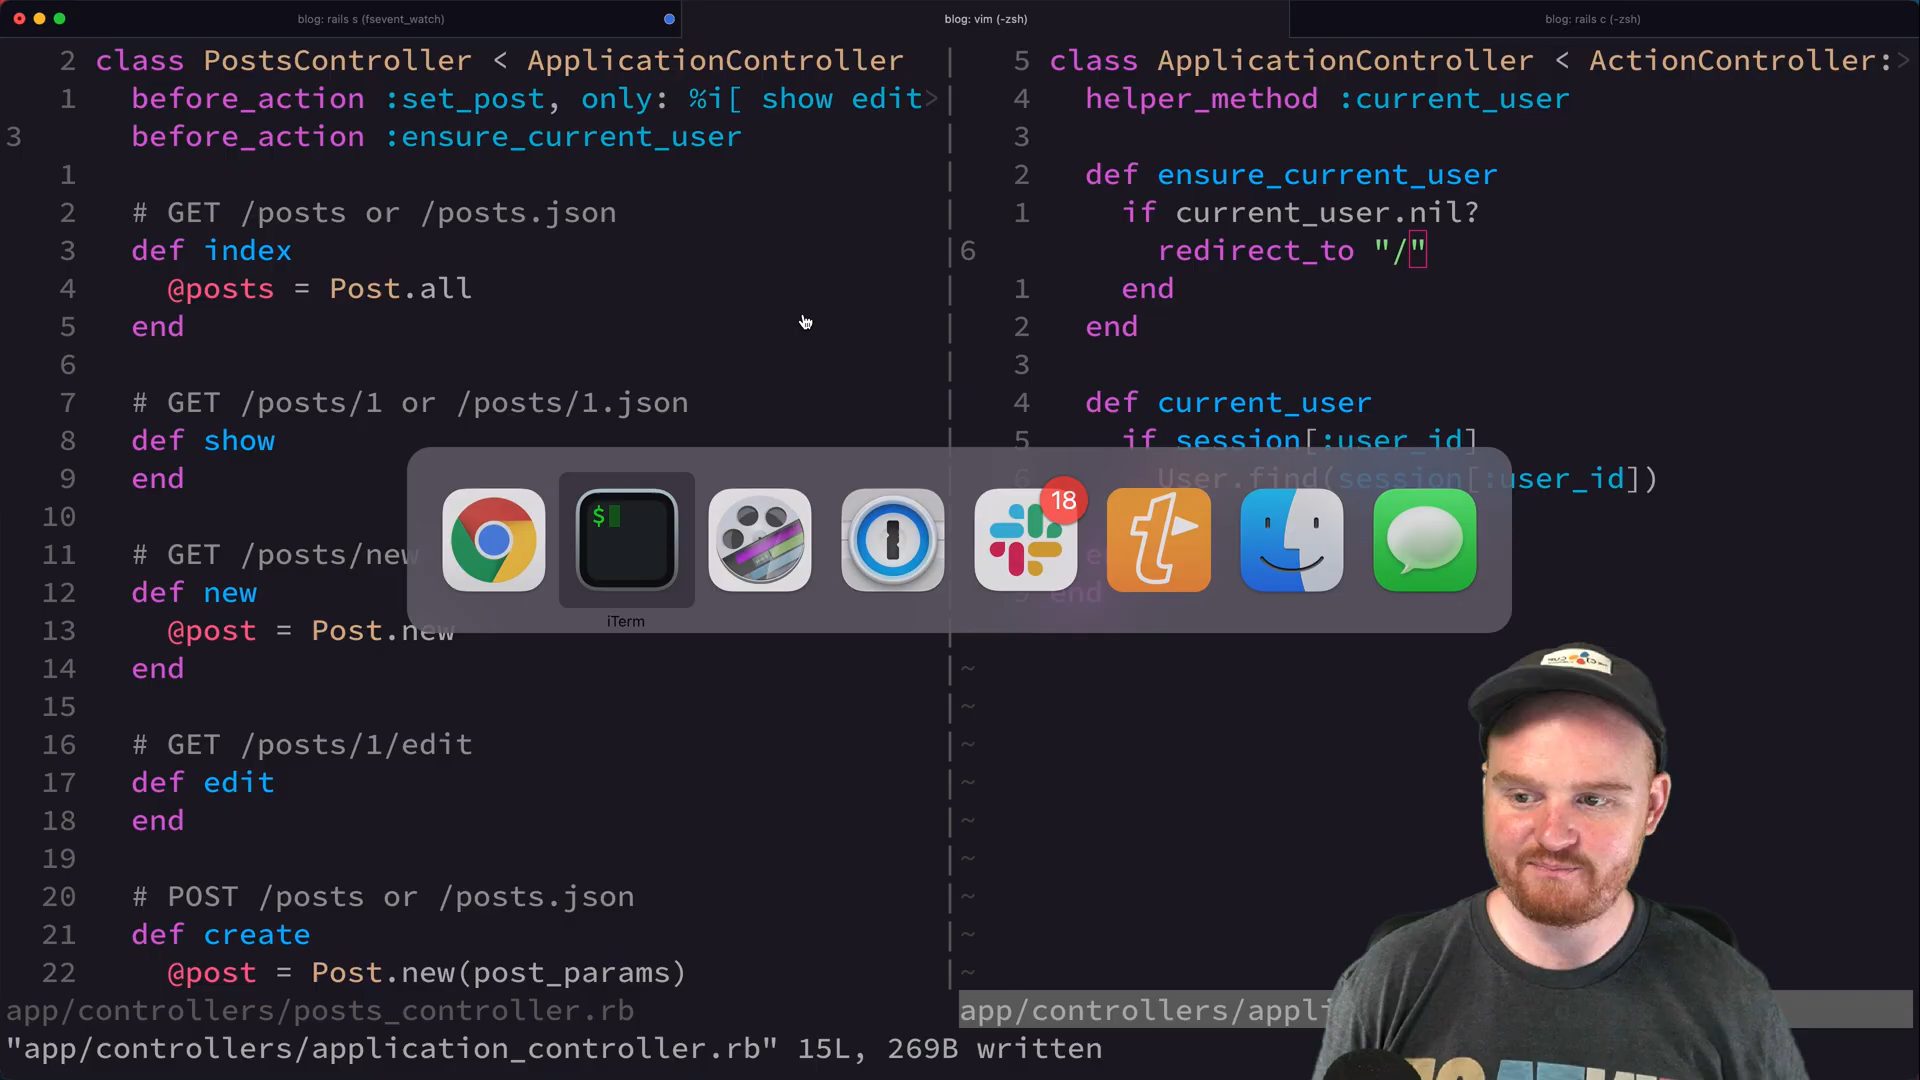 blog: rails s (fsevent_watch)
blog: vim (-zsh)
blog: rails c (-zsh)
2 class PostsController < ApplicationController
1 before_action :set_post, only: %i[ show edit>
3 before_action :ensure_current_user
1
2 # GET /posts or /posts.json
3 def index
4 @posts = Post.all
5 end
6
7 # GET /posts/1 or /posts/1.json
8 def show
9 end
10
11 # GET /posts/new
12 def new
13 @post = Post.new
14 end
15
16 # GET /posts/1/edit
17 def edit
18 end
19
20 # POST /posts or /posts.json
21 def create
22 @post = Post.new(post_params)
app/controllers/posts_controller.rb
"app/controllers/application_controller.rb" 15L, 269B written
5 class ApplicationController < ActionController:>
4 helper_method :current_user
3
2 def ensure_current_user
1 if current_user.nil?
6 redirect_to "/"
1 end
2 end
3
4 def current_user
5 if session[:user_id]
6 User.find(session[:user_id])
end
9 end
~
~
~
~
~
~
~
~
~
app/controllers/appli
$
18
iTerm